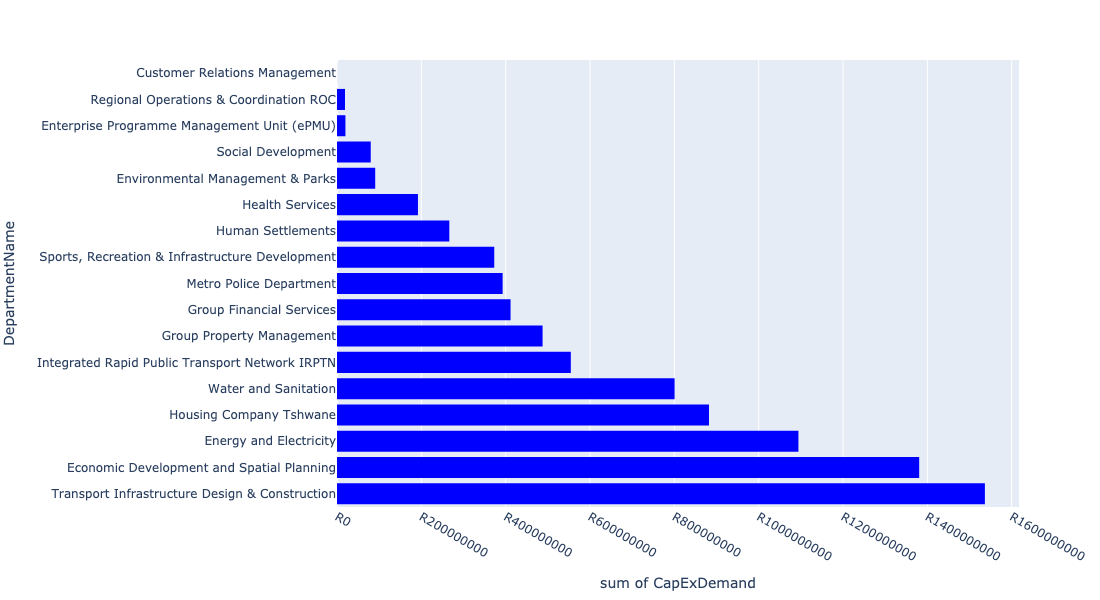 Customer Relations Management
Regional Operations & Coordination ROC
Enterprise Programme Management Unit (ePMU)
Social Development
Environmental Management & Parks
Health Services
Human Settlements
Sports, Recreation & Infrastructure Development
Metro Police Department
Group Financial Services
Group Property Management
Integrated Rapid Public Transport Network IRPTN
Water and Sanitation
Housing Company Tshwane
Energy and Electricity
Economic Development and Spatial Planning
Transport Infrastructure Design & Construction
DepartmentName
R0
R200000000
R400000000
R600000000
R800000000
R1000000000
R1200000000
R1400000000
R1600000000
sum of CapExDemand